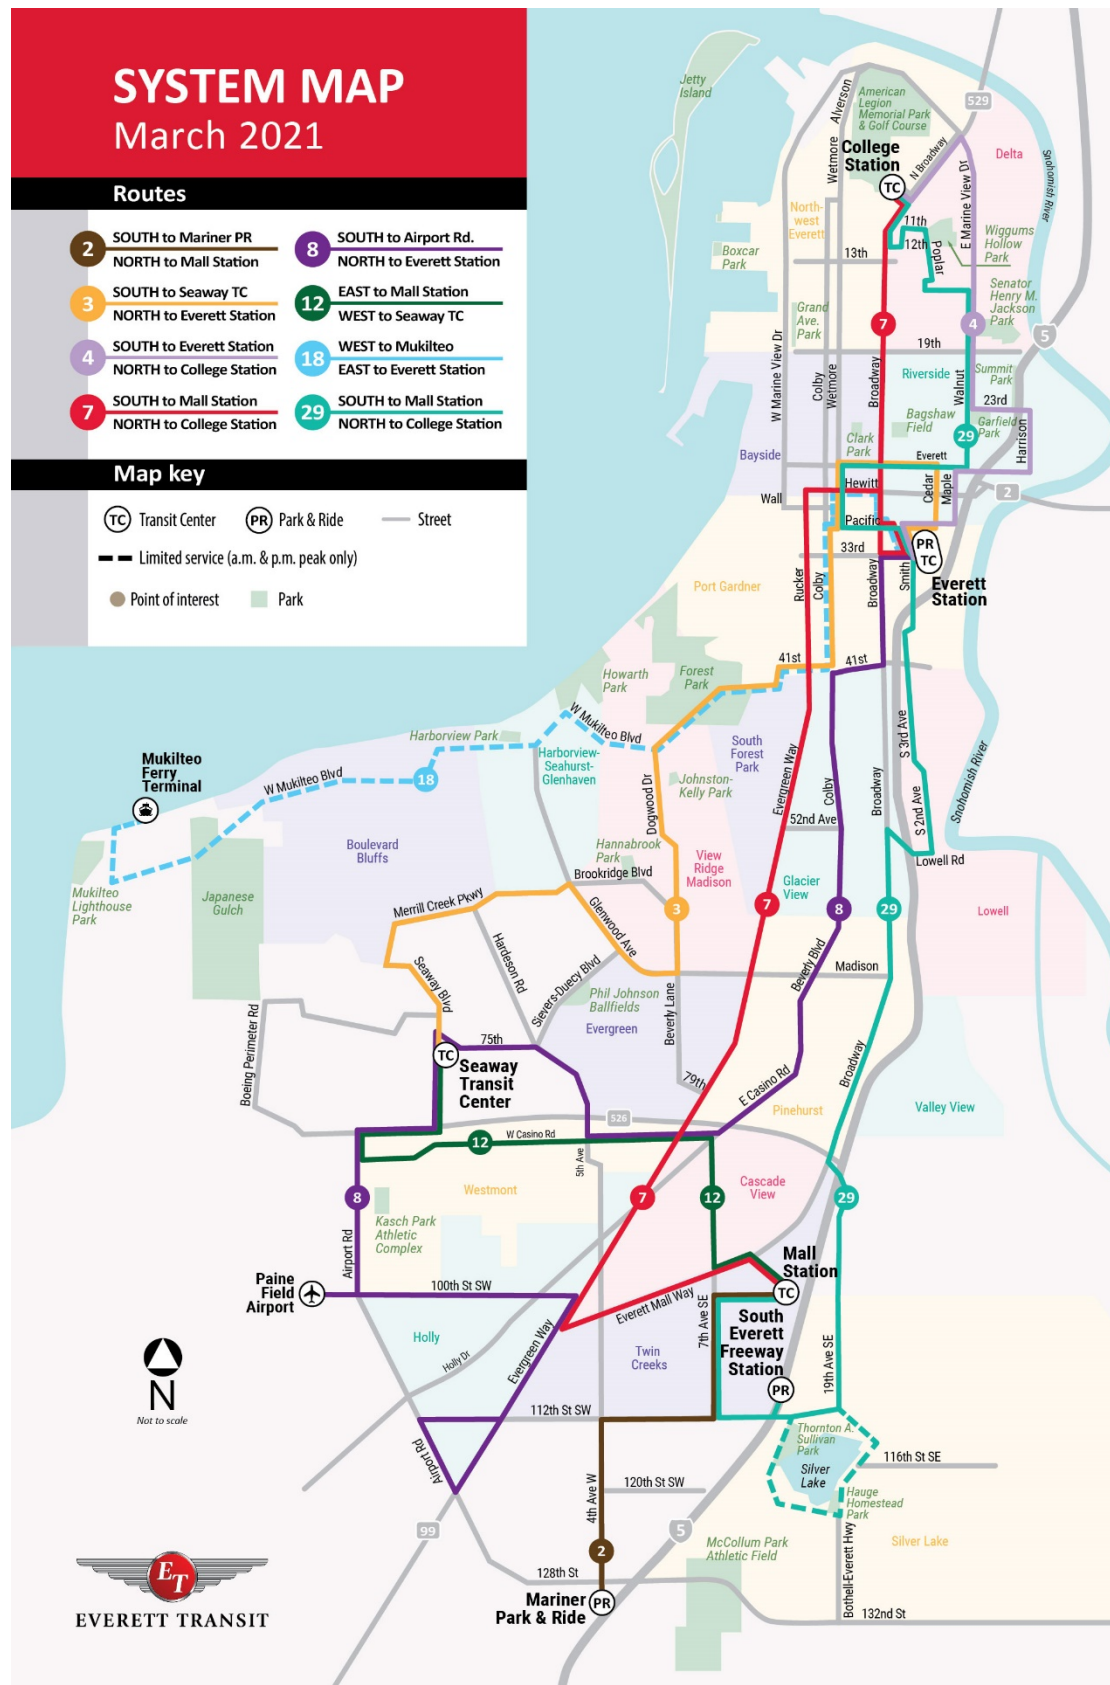 SYSTEM MAP
March 2021
Routes
2
SOUTH to Mariner PR
NORTH to Mall Station
3
SOUTH to Seaway TC
NORTH to Everett Station
4
SOUTH to Everett Station
NORTH to College Station
7
SOUTH to Mall Station
NORTH to College Station
8
SOUTH to Airport Rd.
NORTH to Everett Station
12
EAST to Mall Station
WEST to Seaway TC
18
WEST to Mukilteo
EAST to Everett Station
29
SOUTH to Mall Station
NORTH to College Station
Map key
TC Transit Center
PR Park & Ride
Street
Limited service (a.m. & p.m. peak only)
Point of interest
Park
Jetty
Island
Alverson
American
Legion
Memorial Park
& Golf Course
529
College
Station
TC
N Broadway
Delta
Snohomish River
Wetmore
North-
west
Everett
11th
12th
Poplar
E Marine View Dr
Wiggums
Hollow
Park
Boxcar
Park
13th
Senator
Henry M.
Jackson
Park
Grand
Ave.
Park
7
4
5
19th
W Marine View Dr
Colby
Wetmore
Broadway
Riverside
Walnut
Summit
Park
23rd
Bagshaw
Field
Garfield
Park
Harrison
Clark
Park
29
Bayside
Everett
Hewitt
Cedar
Maple
2
Wall
Pacific
33rd
PR
TC
Everett
Station
Rucker
Colby
Broadway
Smith
Port Gardner
41st
41st
Howarth
Park
Forest
Park
W Mukilteo Blvd
Harborview Park
Harborview-
Seahurst-
Glenhaven
South
Forest
Park
S 3rd Ave
Snohomish River
Mukilteo
Ferry
Terminal
W Mukilteo Blvd
18
Johnston-
Kelly Park
Dogwood Dr
Evergreen Way
Colby
Broadway
S 2nd Ave
52nd Ave
Boulevard
Bluffs
Hannabrook
Park
View
Ridge
Madison
Lowell Rd
Brookridge Blvd
Glacier
View
Mukilteo
Lighthouse
Park
Japanese
Gulch
Merrill Creek Pkwy
Glenwood Ave
3
7
8
29
Lowell
Hardeson Rd
Seaway Blvd
Sievers-Duecy Blvd
Madison
Beverly Blvd
Phil Johnson
Ballfields
Beverly Lane
Evergreen
Boeing Perimeter Rd
75th
TC
Seaway
Transit
Center
79th
E Casino Rd
Broadway
Pinehurst
Valley View
526
12
W Casino Rd
5th Ave
Cascade
View
8
Westmont
7
12
29
Kasch Park
Athletic
Complex
Airport Rd
Mall
Station
TC
Paine
Field
Airport
100th St SW
Everett Mall Way
7th Ave SE
South
Everett
Freeway
Station
PR
19th Ave SE
Holly
Holly Dr
Evergreen Way
Twin
Creeks
N
Not to scale
112th St SW
Airport Rd
Thornton A.
Sullivan
Park
Silver
Lake
116th St SE
120th St SW
4th Ave W
Hauge
Homestead
Park
99
5
McCollum Park
Athletic Field
Silver Lake
2
Bothell-Everett Hwy
128th St
Mariner
Park & Ride
PR
132nd St
ET
EVERETT TRANSIT